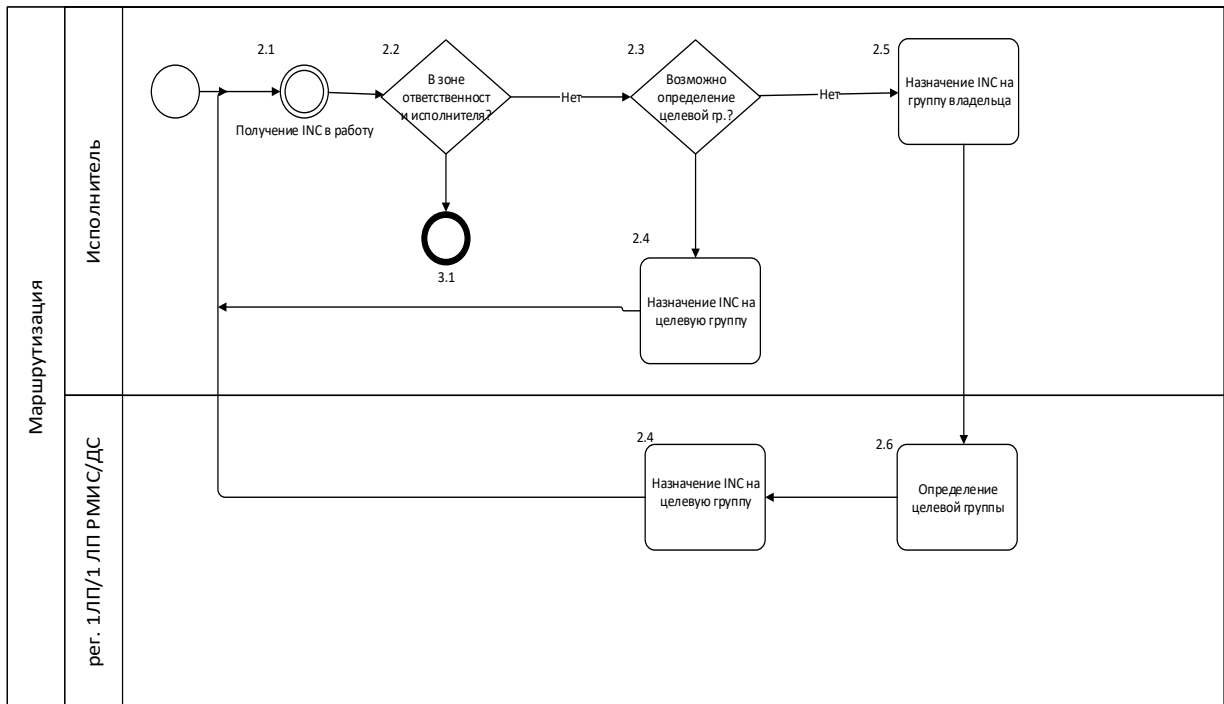 Маршрутизация
Исполнитель
2.1
Получение INC в работу
2.2
В зоне
ответственност
и исполнителя?
Нет
2.3
Возможно
определение
целевой гр.?
Нет
2.5
Назначение INC на
группу владельца
3.1
2.4
Назначение INC на
целевую группу
рег. 1ЛП/1 ЛП РМИС/ДС
2.4
Назначение INC на
целевую группу
2.6
Определение
целевой группы